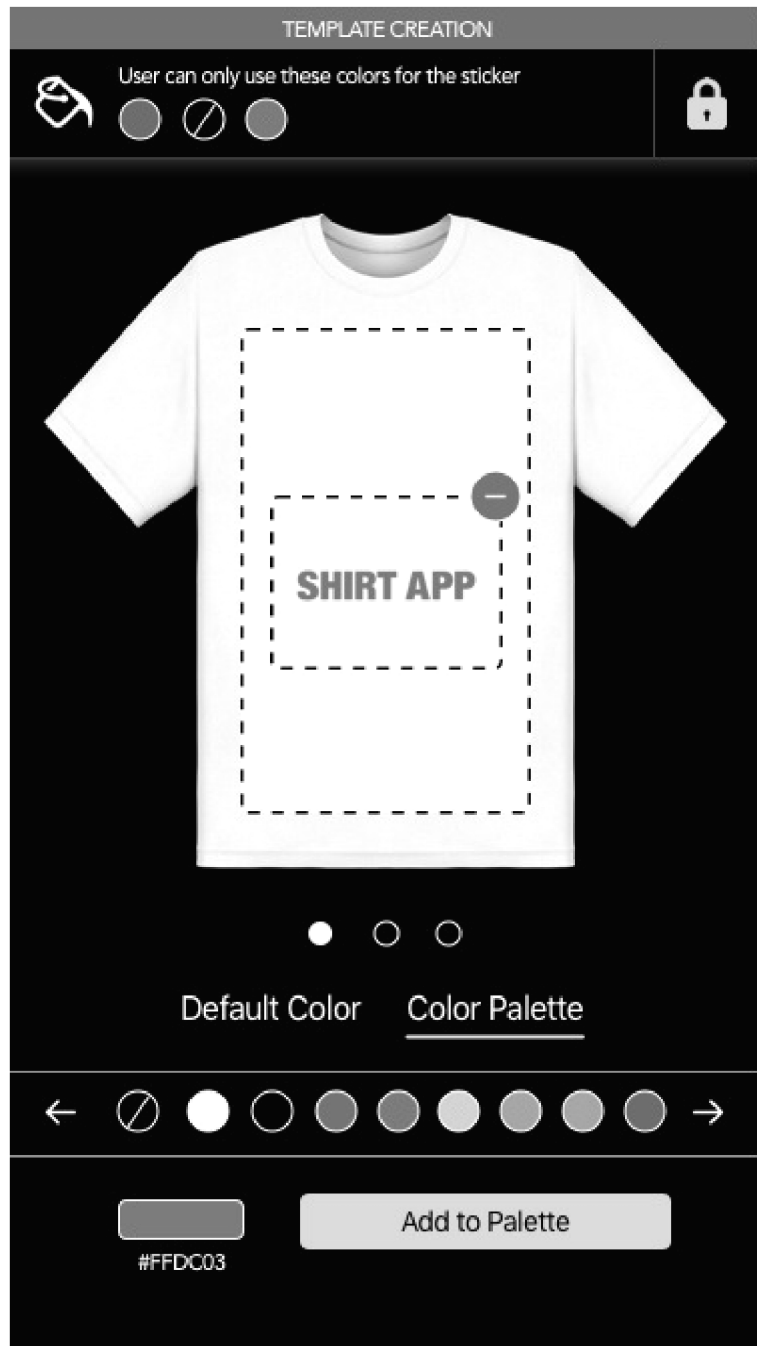 TEMPLATE CREATION
User can only use these colors for the sticker
SHIRT APP
Default Color
Color Palette
Add to Palette
#FFDC03